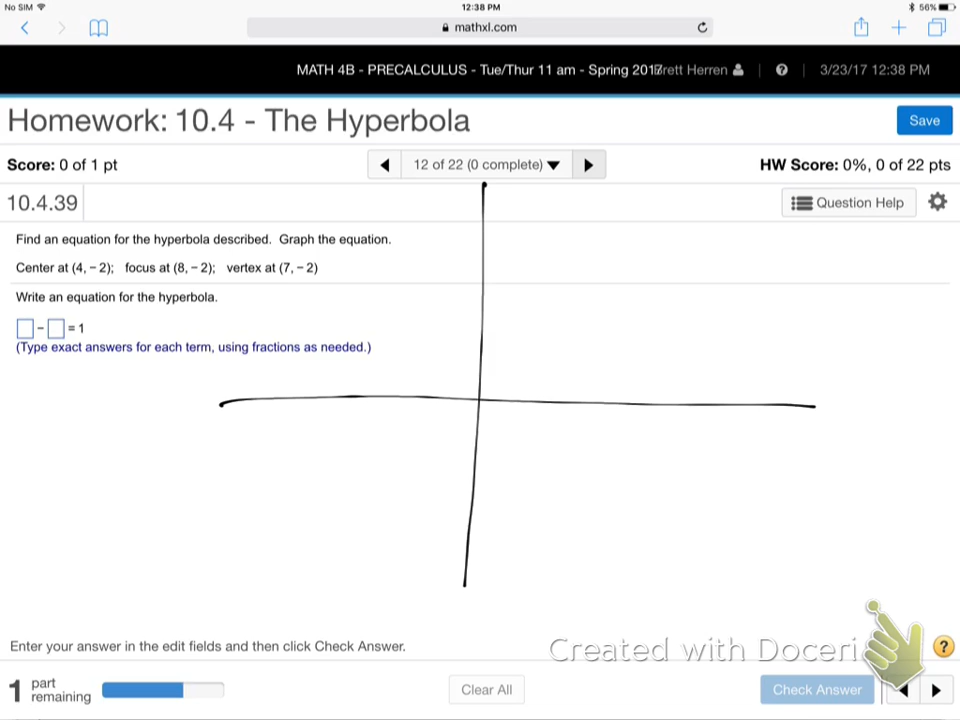 No SIM 12:38 PM 56%
mathxl.com
MATH 4B - PRECALCULUS - Tue/Thur 11 am - Spring 2017 Brett Herren ? 3/23/17 12:38 PM
Homework: 10.4 - The Hyperbola Save
Score: 0 of 1 pt 12 of 22 (0 complete) HW Score: 0%, 0 of 22 pts
10.4.39 Question Help
Find an equation for the hyperbola described. Graph the equation.
Center at (4, − 2); focus at (8, − 2); vertex at (7, − 2)
Write an equation for the hyperbola.
− = 1
(Type exact answers for each term, using fractions as needed.)
Enter your answer in the edit fields and then click Check Answer.
Created with Doceri ?
1 part remaining Clear All Check Answer